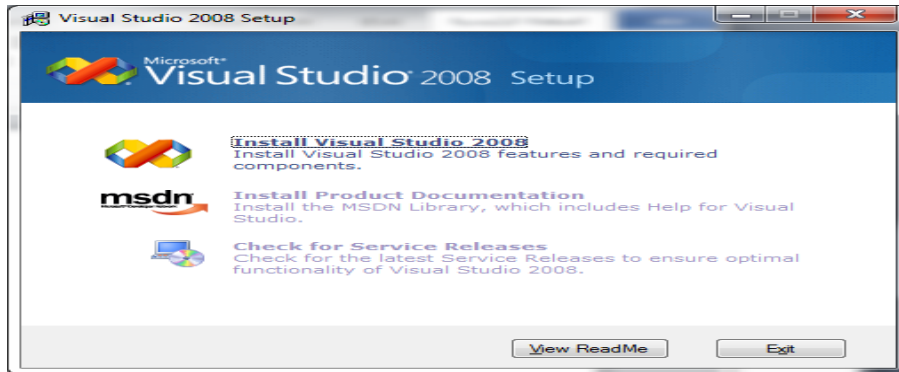 Visual Studio 2008 Setup
Microsoft®
Visual Studio® 2008 Setup
Install Visual Studio 2008
Install Visual Studio 2008 features and required
components.
msdn
Install Product Documentation
Install the MSDN Library, which includes Help for Visual
Studio.
Check for Service Releases
Check for the latest Service Releases to ensure optimal
functionality of Visual Studio 2008.
View ReadMe
Exit